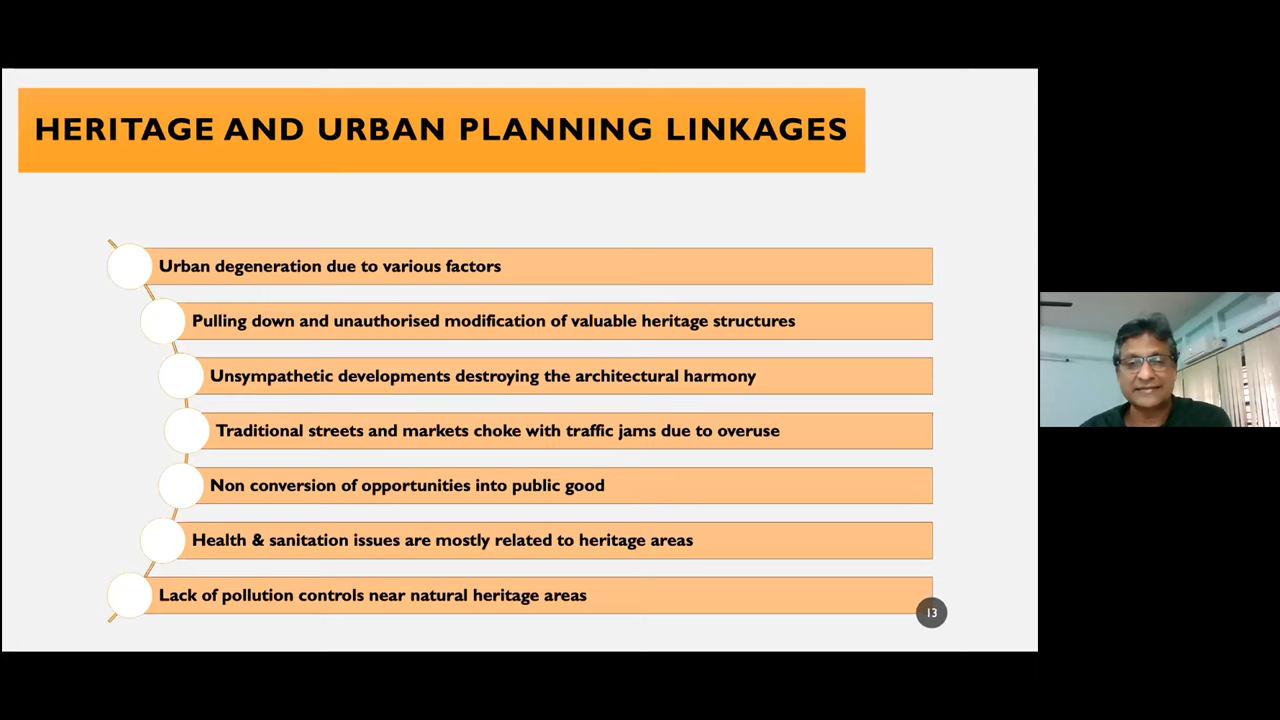 HERITAGE AND URBAN PLANNING LINKAGES
Urban degeneration due to various factors
Pulling down and unauthorised modification of valuable heritage structures
Unsympathetic developments destroying the architectural harmony
Traditional streets and markets choke with traffic jams due to overuse
Non conversion of opportunities into public good
Health & sanitation issues are mostly related to heritage areas
Lack of pollution controls near natural heritage areas
13